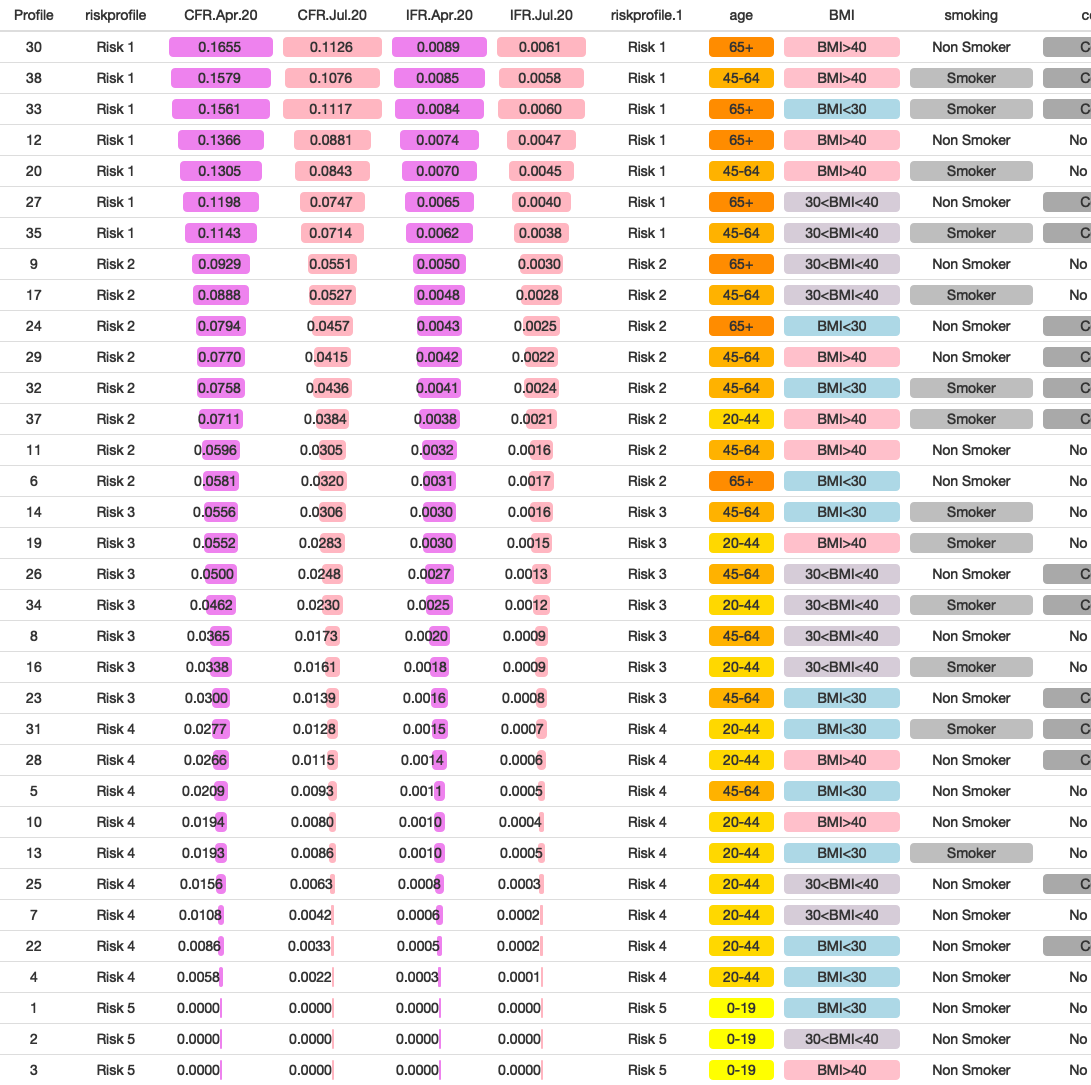 Profile riskprofile CFR.Apr.20 CFR.Jul.20 IFR.Apr.20 IFR.Jul.20 riskprofile.1 age BMI smoking
30 Risk 1 0.1655 0.1126 0.0089 0.0061 Risk 1 65+ BMI>40 Non Smoker C
38 Risk 1 0.1579 0.1076 0.0085 0.0058 Risk 1 45-64 BMI>40 Smoker C
33 Risk 1 0.1561 0.1117 0.0084 0.0060 Risk 1 65+ BMI<30 Smoker C
12 Risk 1 0.1366 0.0881 0.0074 0.0047 Risk 1 65+ BMI>40 Non Smoker No
20 Risk 1 0.1305 0.0843 0.0070 0.0045 Risk 1 45-64 BMI>40 Smoker No
27 Risk 1 0.1198 0.0747 0.0065 0.0040 Risk 1 65+ 30<BMI<40 Non Smoker C
35 Risk 1 0.1143 0.0714 0.0062 0.0038 Risk 1 45-64 30<BMI<40 Smoker C
9 Risk 2 0.0929 0.0551 0.0050 0.0030 Risk 2 65+ 30<BMI<40 Non Smoker No
17 Risk 2 0.0888 0.0527 0.0048 0.0028 Risk 2 45-64 30<BMI<40 Smoker No
24 Risk 2 0.0794 0.0457 0.0043 0.0025 Risk 2 65+ BMI<30 Non Smoker C
29 Risk 2 0.0770 0.0415 0.0042 0.0022 Risk 2 45-64 BMI>40 Non Smoker C
32 Risk 2 0.0758 0.0436 0.0041 0.0024 Risk 2 45-64 BMI<30 Smoker C
37 Risk 2 0.0711 0.0384 0.0038 0.0021 Risk 2 20-44 BMI>40 Smoker C
11 Risk 2 0.0596 0.0305 0.0032 0.0016 Risk 2 45-64 BMI>40 Non Smoker No
6 Risk 2 0.0581 0.0320 0.0031 0.0017 Risk 2 65+ BMI<30 Non Smoker No
14 Risk 3 0.0556 0.0306 0.0030 0.0016 Risk 3 45-64 BMI<30 Smoker No
19 Risk 3 0.0552 0.0283 0.0030 0.0015 Risk 3 20-44 BMI>40 Smoker No
26 Risk 3 0.0500 0.0248 0.0027 0.0013 Risk 3 45-64 30<BMI<40 Non Smoker C
34 Risk 3 0.0462 0.0230 0.0025 0.0012 Risk 3 20-44 30<BMI<40 Smoker C
8 Risk 3 0.0365 0.0173 0.0020 0.0009 Risk 3 45-64 30<BMI<40 Non Smoker No
16 Risk 3 0.0338 0.0161 0.0018 0.0009 Risk 3 20-44 30<BMI<40 Smoker No
23 Risk 3 0.0300 0.0139 0.0016 0.0008 Risk 3 45-64 BMI<30 Non Smoker C
31 Risk 4 0.0277 0.0128 0.0015 0.0007 Risk 4 20-44 BMI<30 Smoker C
28 Risk 4 0.0266 0.0115 0.0014 0.0006 Risk 4 20-44 BMI>40 Non Smoker C
5 Risk 4 0.0209 0.0093 0.0011 0.0005 Risk 4 45-64 BMI<30 Non Smoker No
10 Risk 4 0.0194 0.0080 0.0010 0.0004 Risk 4 20-44 BMI>40 Non Smoker No
13 Risk 4 0.0193 0.0086 0.0010 0.0005 Risk 4 20-44 BMI<30 Smoker No
25 Risk 4 0.0156 0.0063 0.0008 0.0003 Risk 4 20-44 30<BMI<40 Non Smoker C
7 Risk 4 0.0108 0.0042 0.0006 0.0002 Risk 4 20-44 30<BMI<40 Non Smoker No
22 Risk 4 0.0086 0.0033 0.0005 0.0002 Risk 4 20-44 BMI<30 Non Smoker C
4 Risk 4 0.0058 0.0022 0.0003 0.0001 Risk 4 20-44 BMI<30 Non Smoker No
1 Risk 5 0.0000 0.0000 0.0000 0.0000 Risk 5 0-19 BMI<30 Non Smoker No
2 Risk 5 0.0000 0.0000 0.0000 0.0000 Risk 5 0-19 30<BMI<40 Non Smoker No
3 Risk 5 0.0000 0.0000 0.0000 0.0000 Risk 5 0-19 BMI>40 Non Smoker No